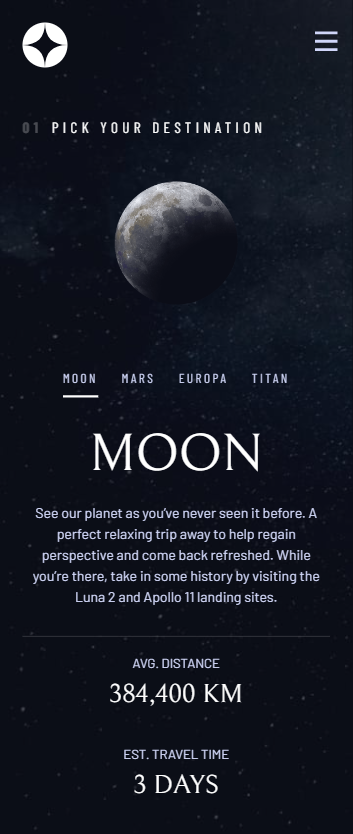 01 PICK YOUR DESTINATION
MOON MARS EUROPA TITAN
MOON
See our planet as you’ve never seen it before. A
perfect relaxing trip away to help regain
perspective and come back refreshed. While
you’re there, take in some history by visiting the
Luna 2 and Apollo 11 landing sites.
AVG. DISTANCE
384,400 KM
EST. TRAVEL TIME
3 DAYS